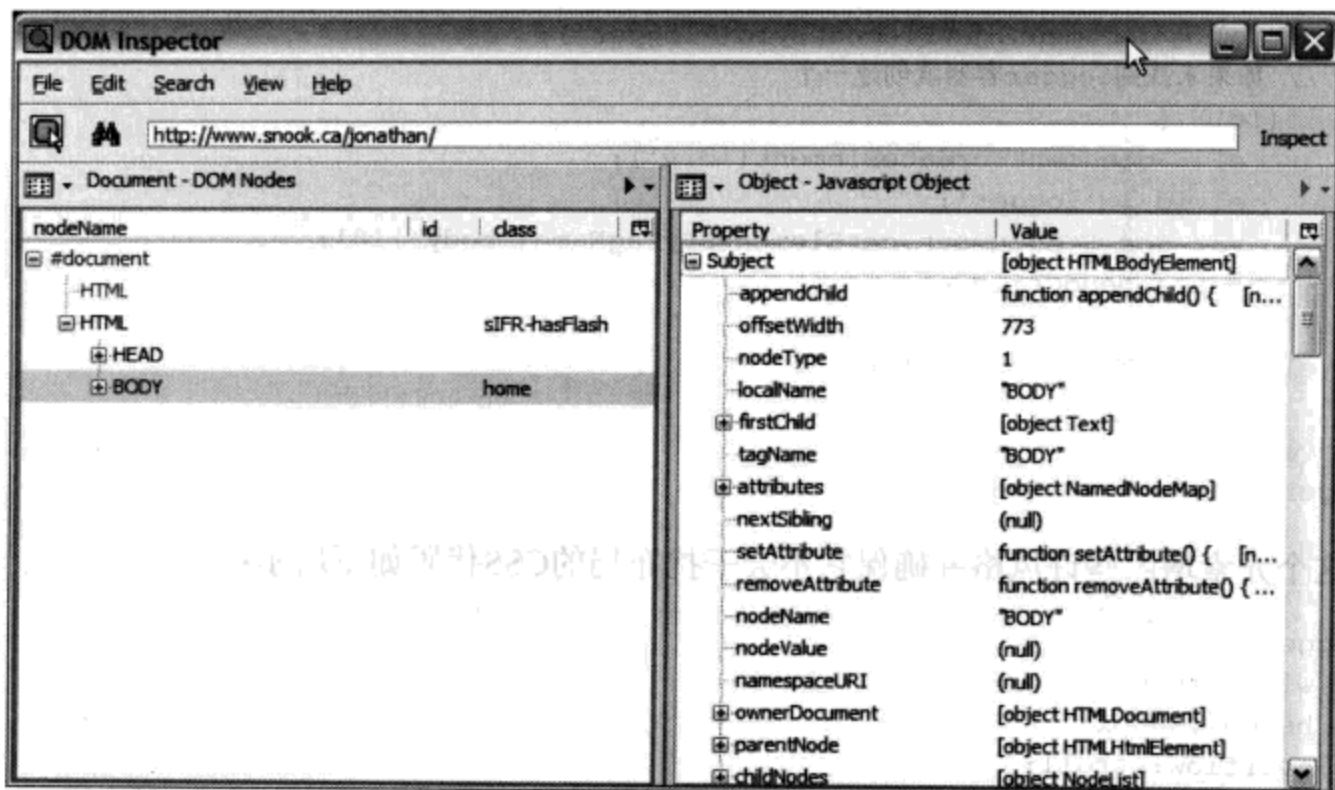 DOM Inspector
File Edit Search View Help
http://www.snook.ca/jonathan/ Inspect
Document - DOM Nodes
nodeName id class
#document
HTML
HTML sIFR-hasFlash
HEAD
BODY home
Object - Javascript Object
Property Value
Subject [object HTMLBodyElement]
appendChild function appendChild() { [n...
offsetWidth 773
nodeType 1
localName "BODY"
firstChild [object Text]
tagName "BODY"
attributes [object NamedNodeMap]
nextSibling (null)
setAttribute function setAttribute() { [n...
removeAttribute function removeAttribute() { ...
nodeName "BODY"
nodeValue (null)
namespaceURI (null)
ownerDocument [object HTMLDocument]
parentNode [object HTMLHtmlElement]
childNodes [object NodeList]